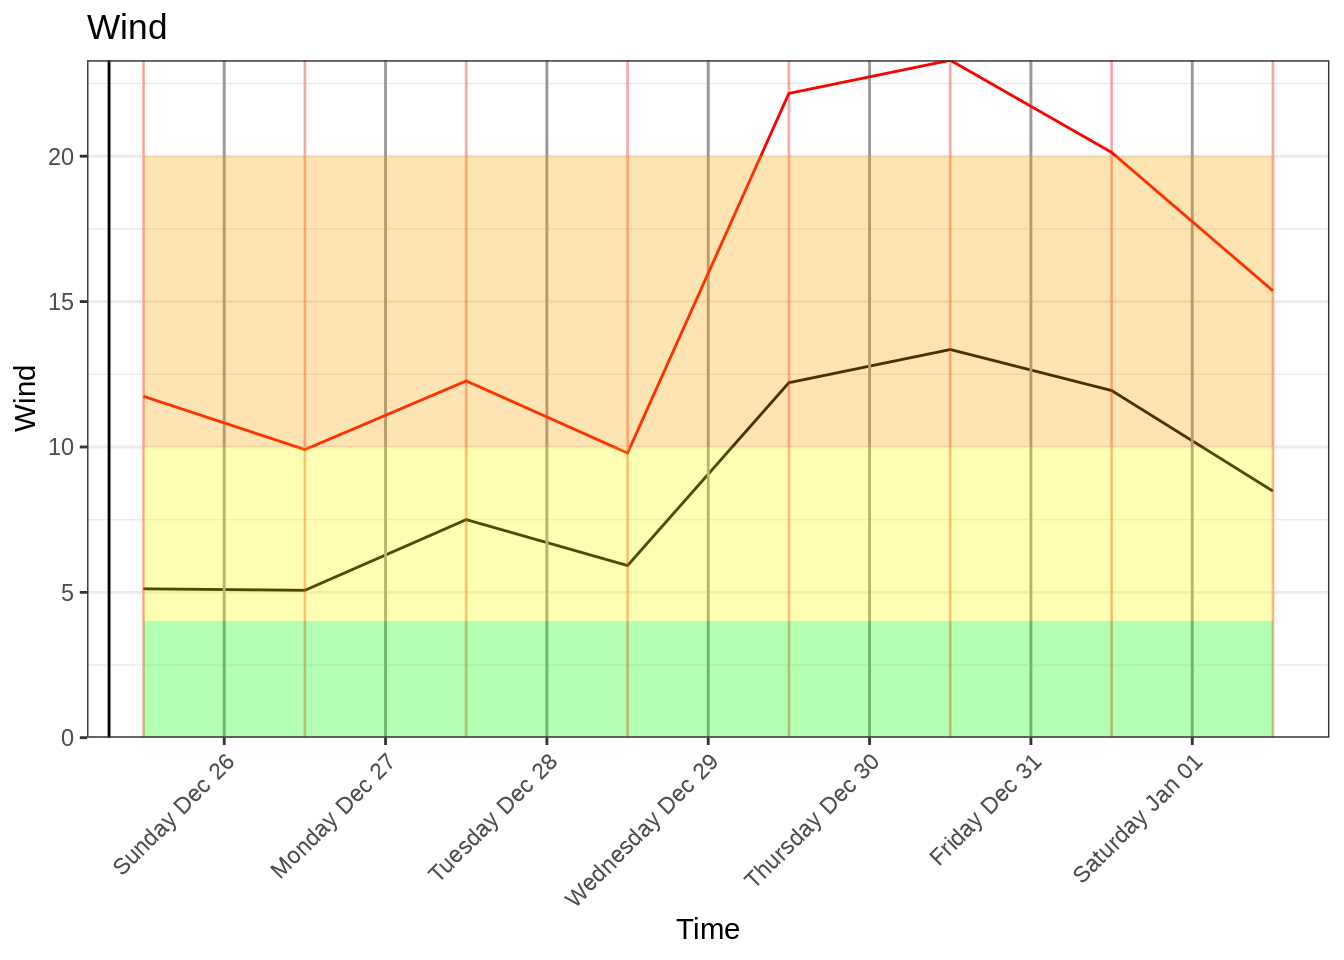 Wind
Wind
20
15
10
5
0
Sunday Dec 26
Monday Dec 27
Tuesday Dec 28
Wednesday Dec 29
Thursday Dec 30
Friday Dec 31
Saturday Jan 01
Time